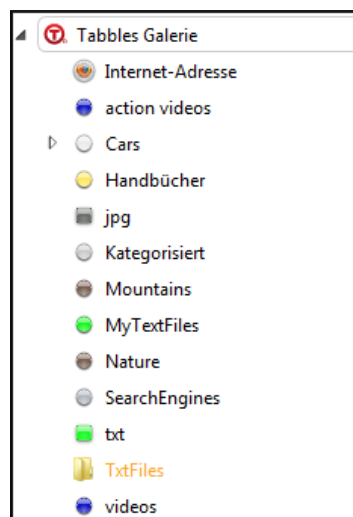 Tabbles Galerie
Internet-Adresse
action videos
Cars
Handbücher
jpg
Kategorisiert
Mountains
MyTextFiles
Nature
SearchEngines
txt
TxtFiles
videos